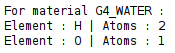 For material G4_WATER :
Element : H | Atoms : 2
Element : O | Atoms : 1